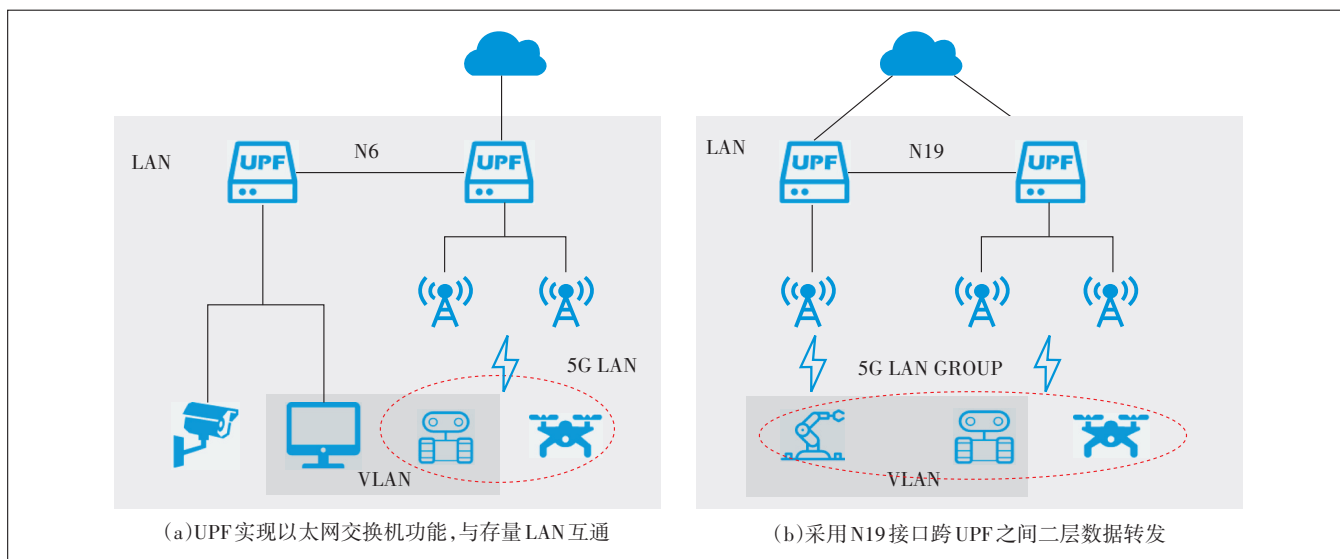 LAN
UPF
N6
UPF
5G LAN
VLAN
(a)UPF实现以太网交换机功能,与存量LAN互通
LAN
UPF
N19
UPF
5G LAN GROUP
VLAN
(b)采用N19接口跨UPF之间二层数据转发